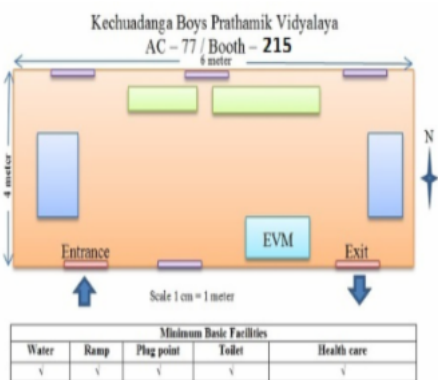 Kechuadanga Boys Prathamik Vidyalaya
AC – 77 / Booth – 215
6 meter
4 meter
N
EVM
Entrance
Exit
Scale 1 cm = 1 meter
Minimum Basic Facilities
Water Ramp Plug point Toilet Health care
√ √ √ √ √